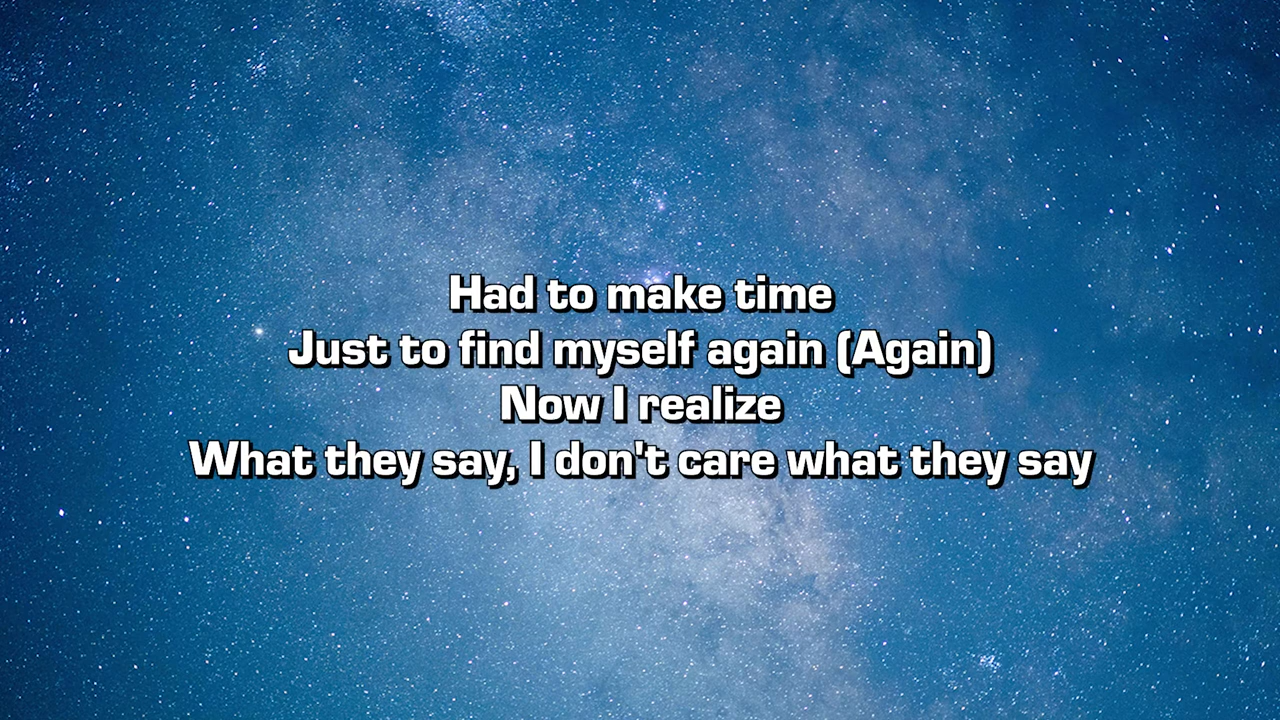 Had to make time
Just to find myself again (Again)
Now I realize
What they say, I don't care what they say